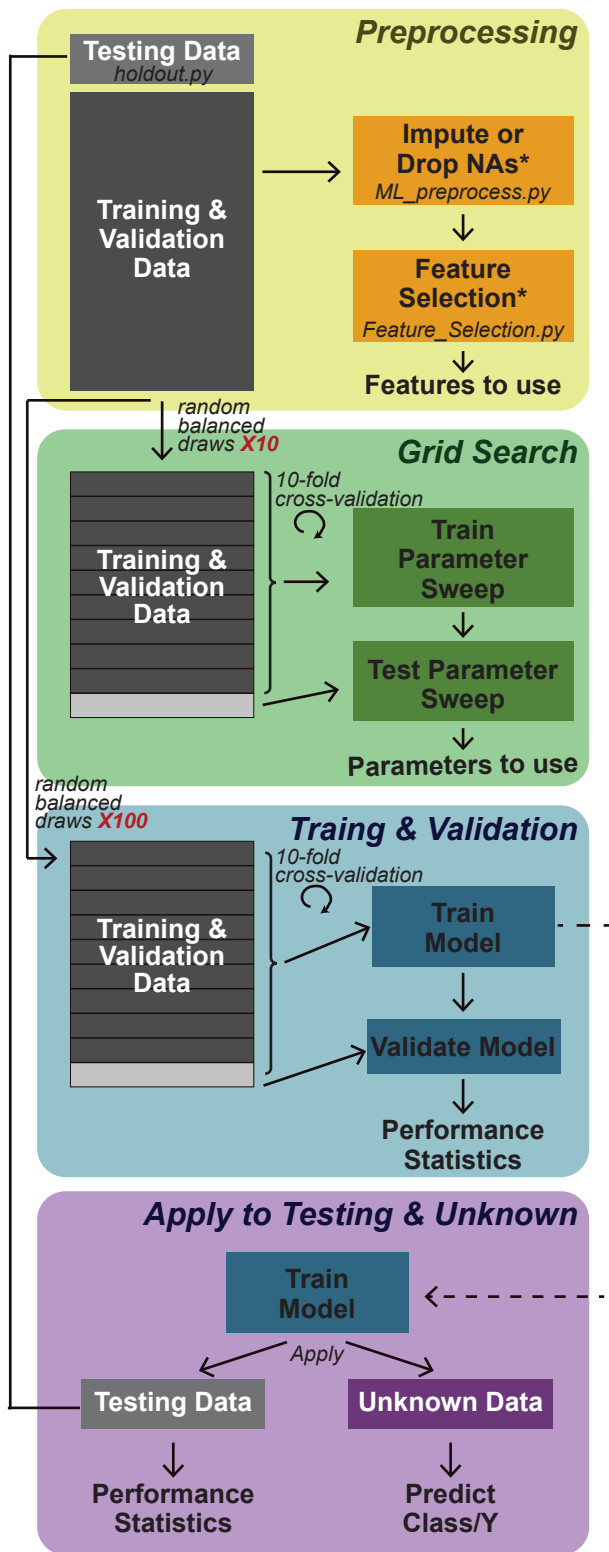 Preprocessing
Testing Data
holdout.py
Training &
Validation
Data
Impute or
Drop NAs*
ML_preprocess.py
Feature
Selection*
Feature_Selection.py
Features to use
random
balanced
draws X10
Grid Search
10-fold
cross-validation
Training &
Validation
Data
Train
Parameter
Sweep
Test Parameter
Sweep
Parameters to use
random
balanced
draws X100
Traing & Validation
10-fold
cross-validation
Training &
Validation
Data
Train
Model
Validate Model
Performance
Statistics
Apply to Testing & Unknown
Train
Model
Apply
Testing Data
Unknown Data
Performance
Statistics
Predict
Class/Y